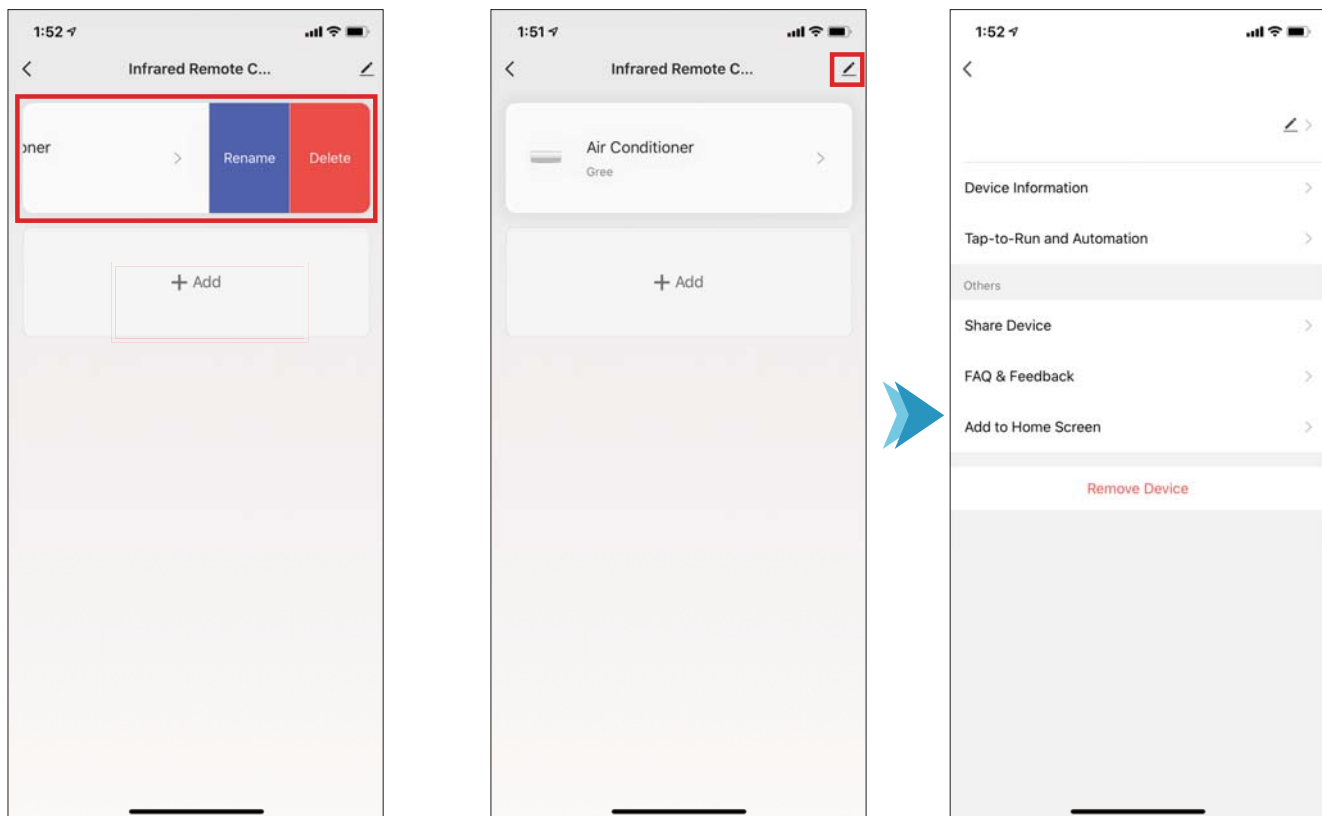 1:52
Infrared Remote C...
oner
Rename
Delete
+ Add
1:51
Infrared Remote C...
Air Conditioner
Gree
+ Add
1:52
Device Information
Tap-to-Run and Automation
Others
Share Device
FAQ & Feedback
Add to Home Screen
Remove Device